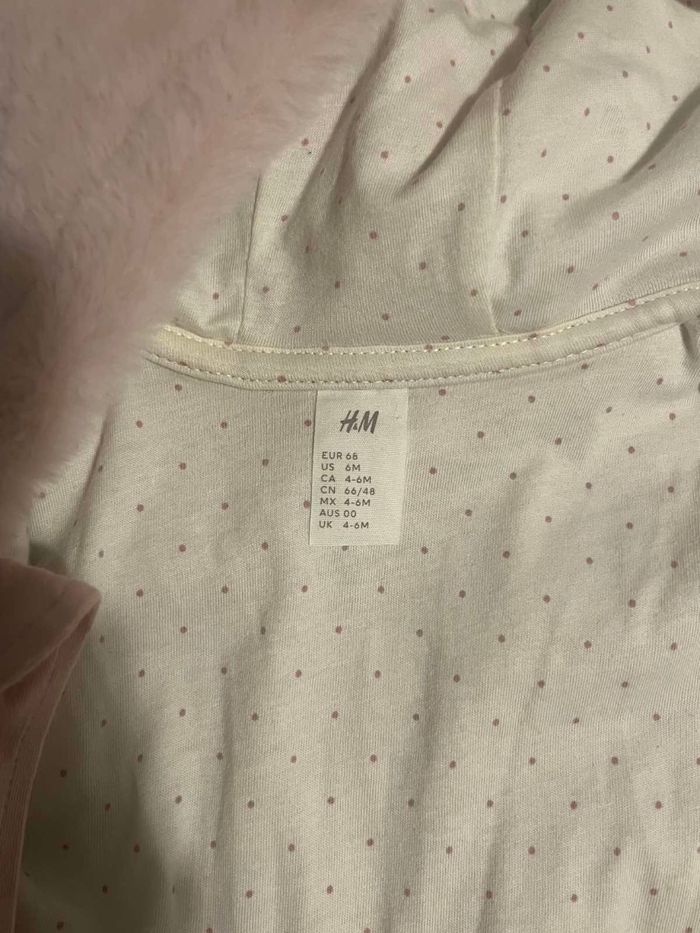 H&M
EUR 68
US 6M
CA 4-6M
CN 66/48
MX 4-6M
AUS 00
UK 4-6M